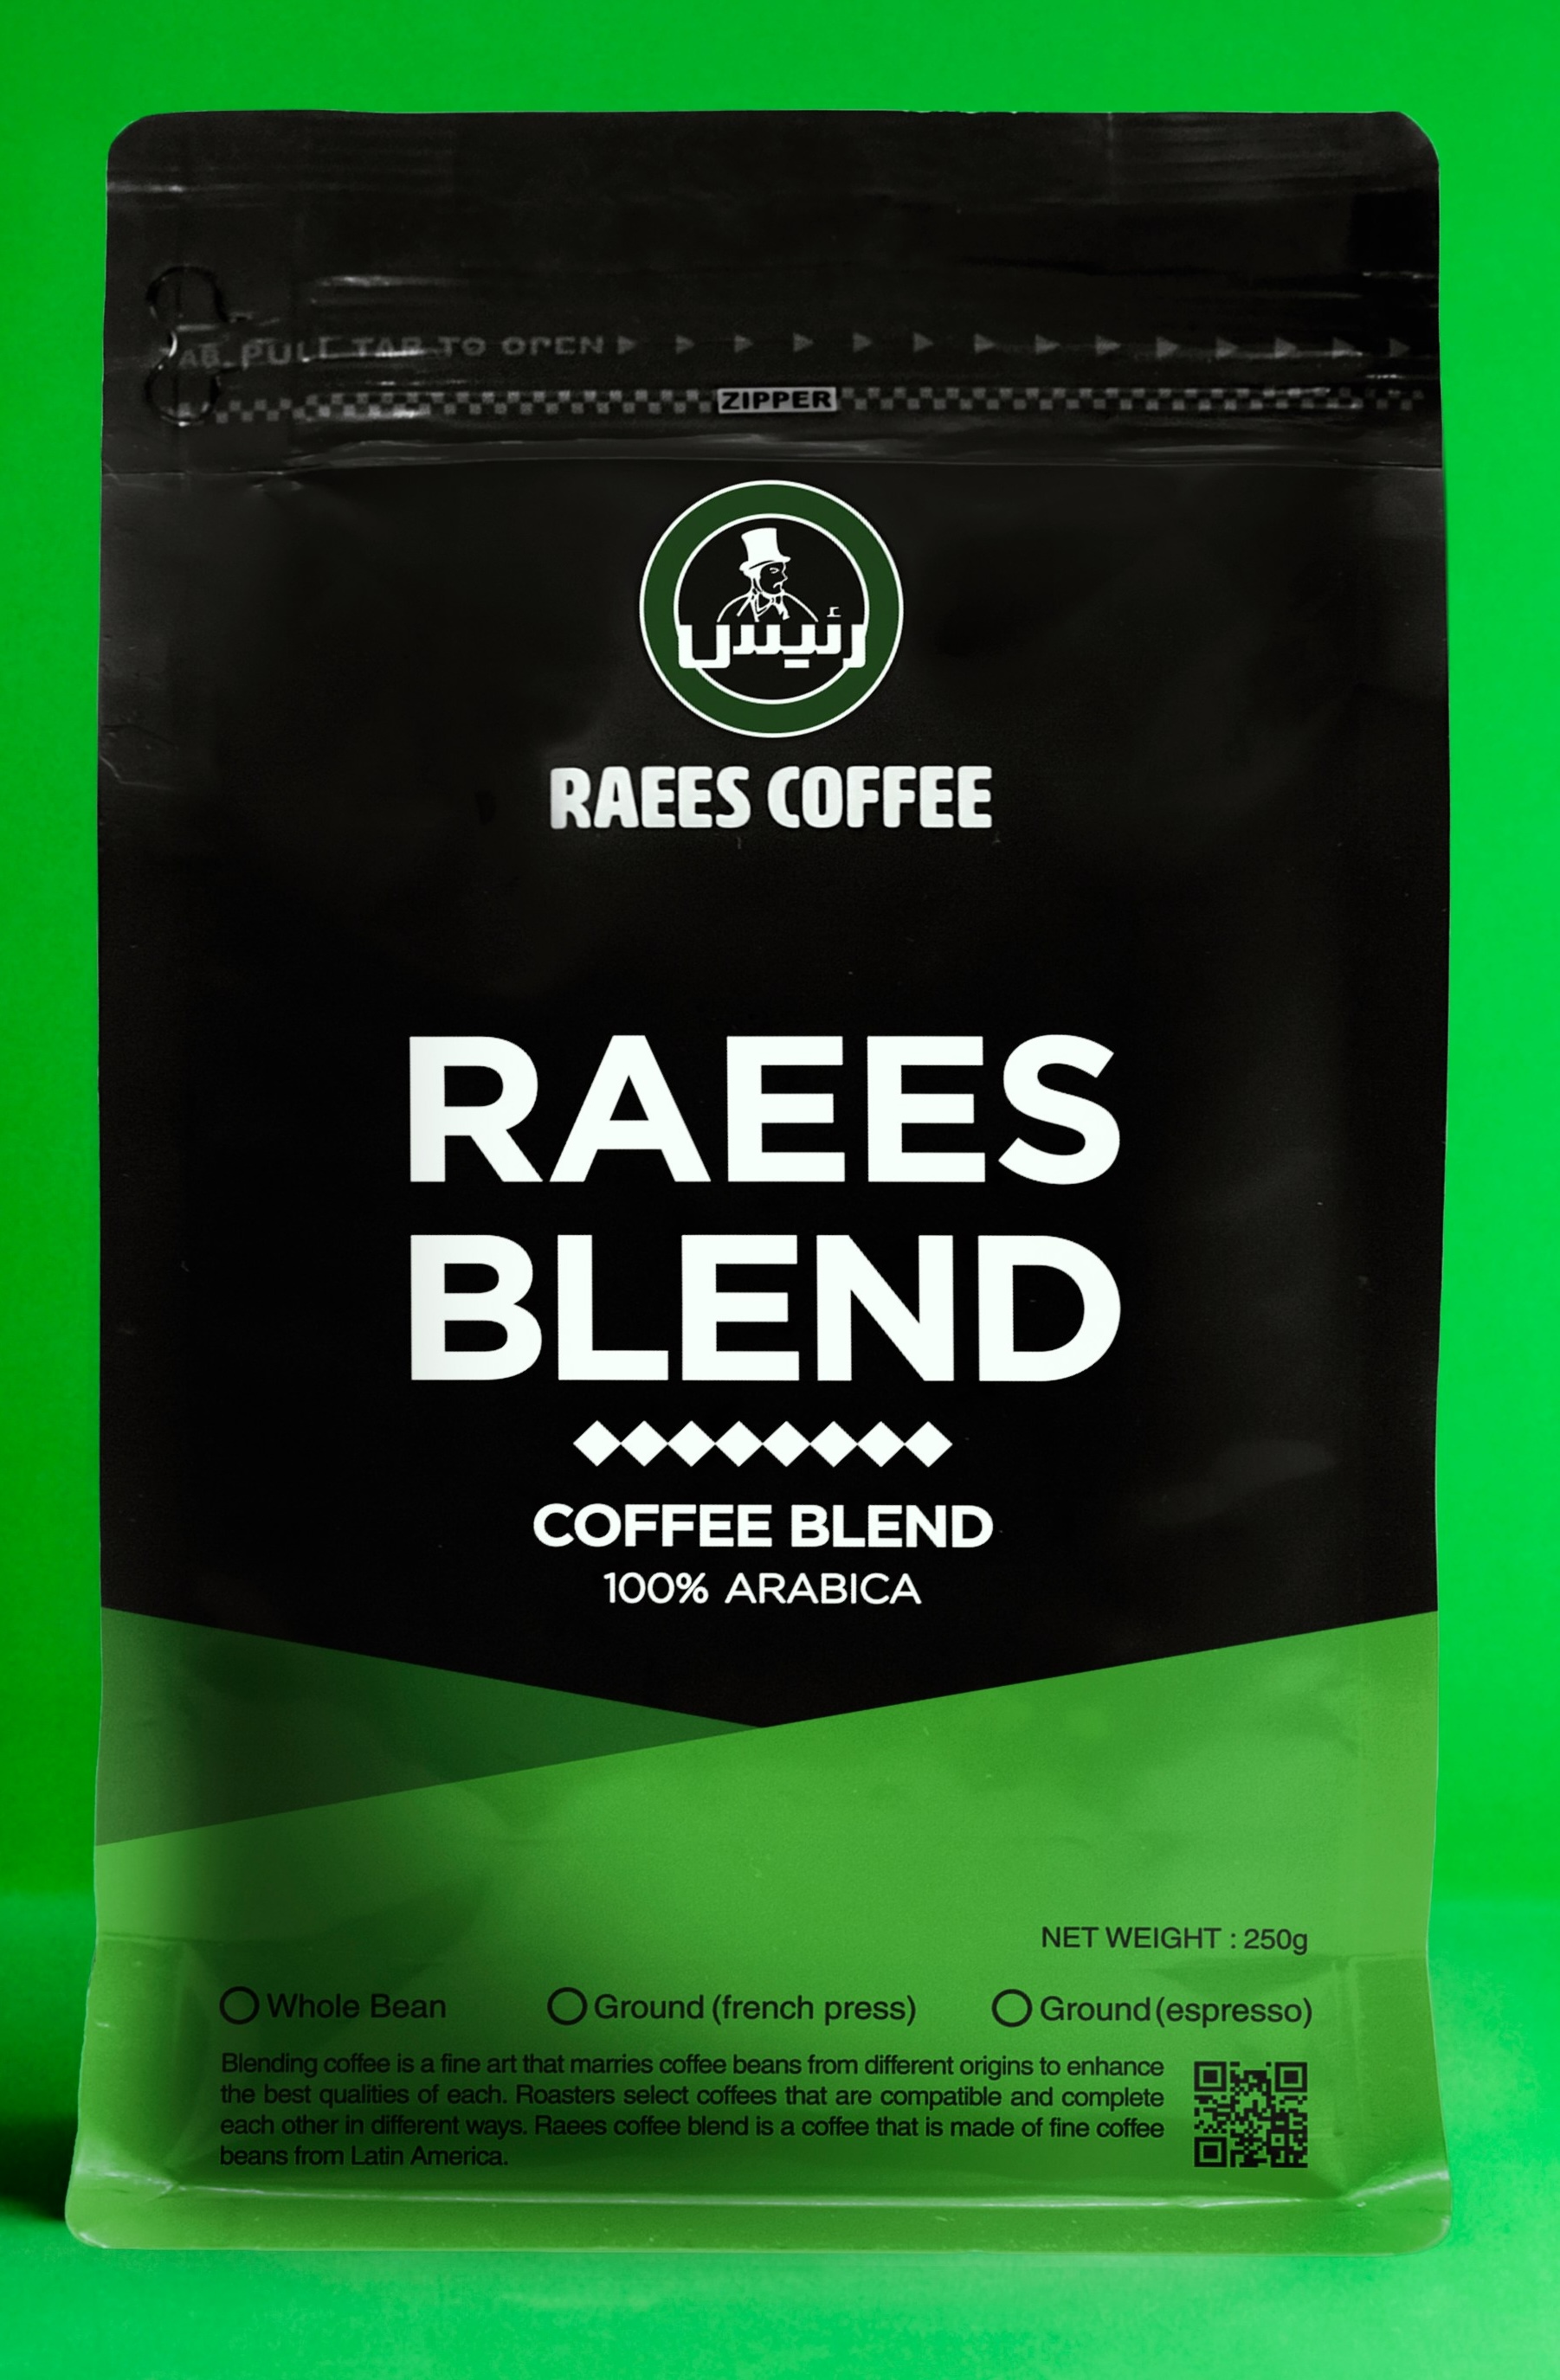 AB PULL TAB TO OPEN
ZIPPER
رئيس
RAEES COFFEE
RAEES
BLEND
COFFEE BLEND
100% ARABICA
NET WEIGHT : 250g
Whole Bean
Ground (french press)
Ground (espresso)
Blending coffee is a fine art that marries coffee beans from different origins to enhance
the best qualities of each. Roasters select coffees that are compatible and complete
each other in different ways. Raees coffee blend is a coffee that is made of fine coffee
beans from Latin America.